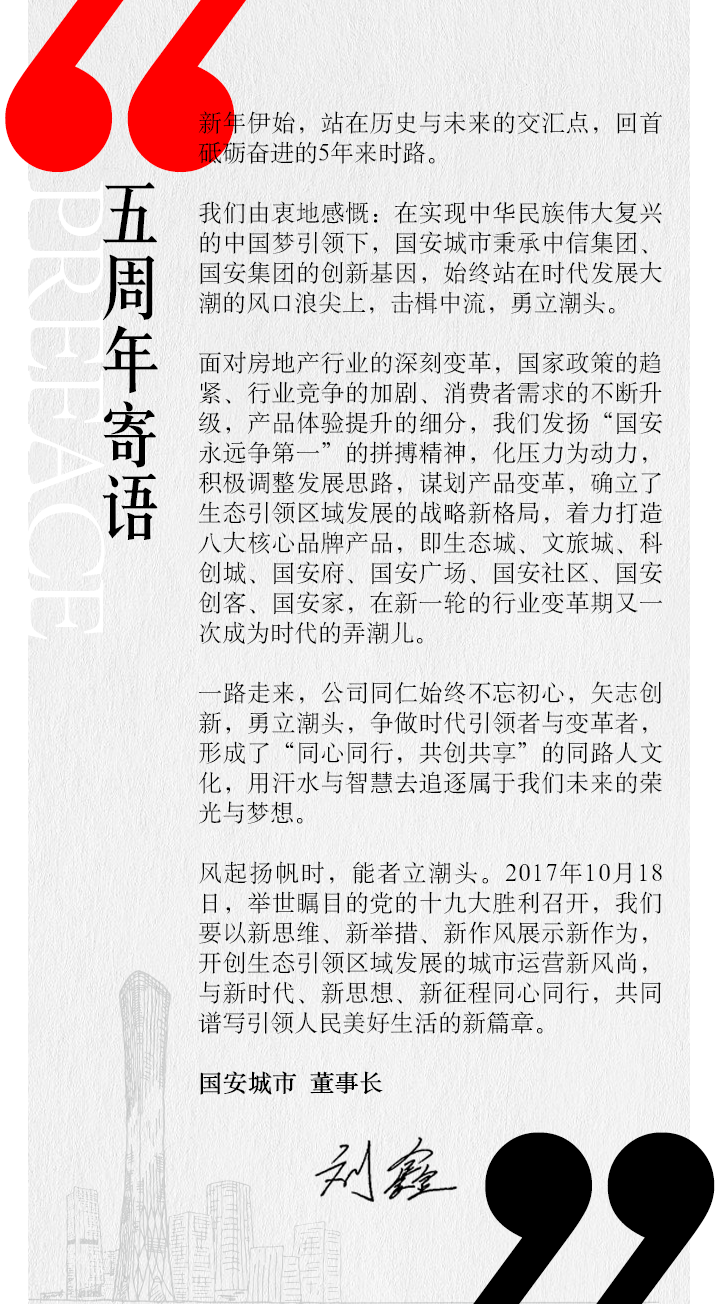 PREFACE
五周年寄语
新年伊始，站在历史与未来的交汇点，回首
砥砺奋进的5年来时路。
我们由衷地感慨：在实现中华民族伟大复兴
的中国梦引领下，国安城市秉承中信集团、
国安集团的创新基因，始终站在时代发展大
潮的风口浪尖上，击楫中流，勇立潮头。
面对房地产行业的深刻变革，国家政策的趋
紧、行业竞争的加剧、消费者需求的不断升
级，产品体验提升的细分，我们发扬“国安
永远争第一”的拼搏精神，化压力为动力，
积极调整发展思路，谋划产品变革，确立了
生态引领区域发展的战略新格局，着力打造
八大核心品牌产品，即生态城、文旅城、科
创城、国安府、国安广场、国安社区、国安
创客、国安家，在新一轮的行业变革期又一
次成为时代的弄潮儿。
一路走来，公司同仁始终不忘初心，矢志创
新，勇立潮头，争做时代引领者与变革者，
形成了“同心同行，共创共享”的同路人文
化，用汗水与智慧去追逐属于我们未来的荣
光与梦想。
风起扬帆时，能者立潮头。2017年10月18
日，举世瞩目的党的十九大胜利召开，我们
要以新思维、新举措、新作风展示新作为，
开创生态引领区域发展的城市运营新风尚，
与新时代、新思想、新征程同心同行，共同
谱写引领人民美好生活的新篇章。
国安城市 董事长
刘鑫